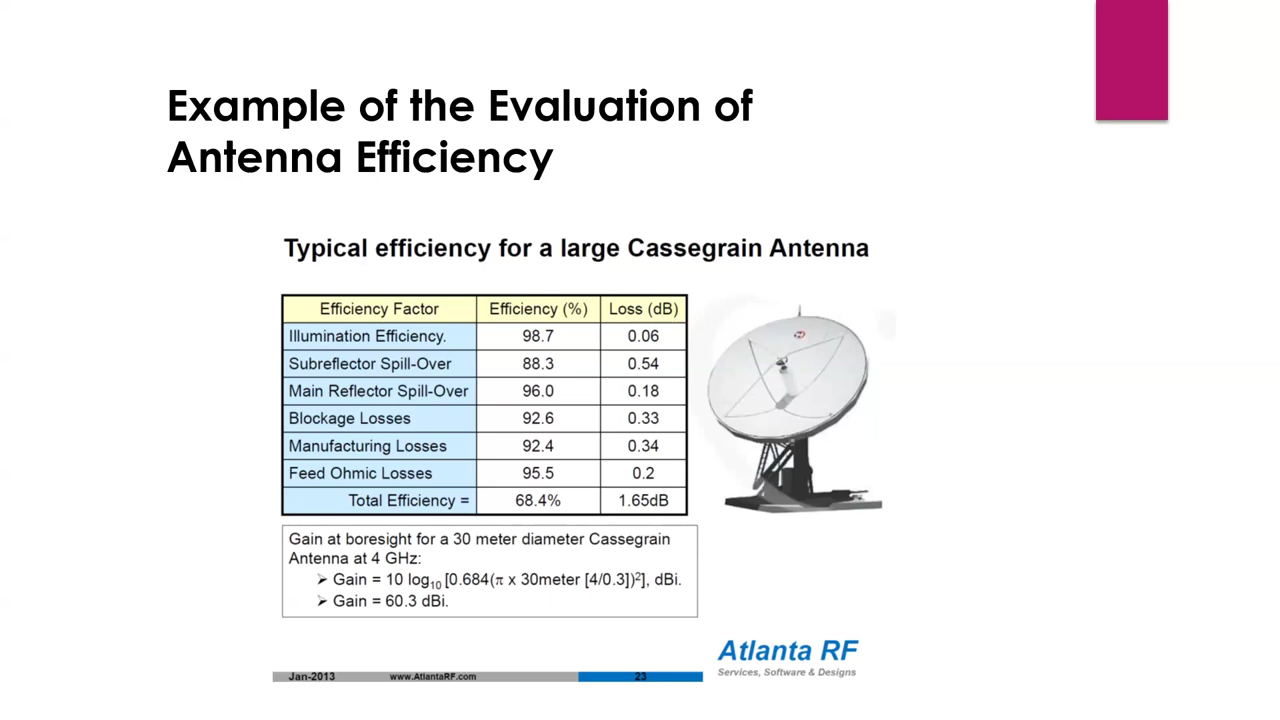 Example of the Evaluation of
Antenna Efficiency
Typical efficiency for a large Cassegrain Antenna
Efficiency Factor Efficiency (%) Loss (dB)
Illumination Efficiency. 98.7 0.06
Subreflector Spill-Over 88.3 0.54
Main Reflector Spill-Over 96.0 0.18
Blockage Losses 92.6 0.33
Manufacturing Losses 92.4 0.34
Feed Ohmic Losses 95.5 0.2
Total Efficiency = 68.4% 1.65dB
Gain at boresight for a 30 meter diameter Cassegrain
Antenna at 4 GHz:
➢ Gain = 10 log₁₀ [0.684(π x 30meter [4/0.3])²], dBi.
➢ Gain = 60.3 dBi.
Atlanta RF
Services, Software & Designs
Jan-2013 www.AtlantaRF.com 23